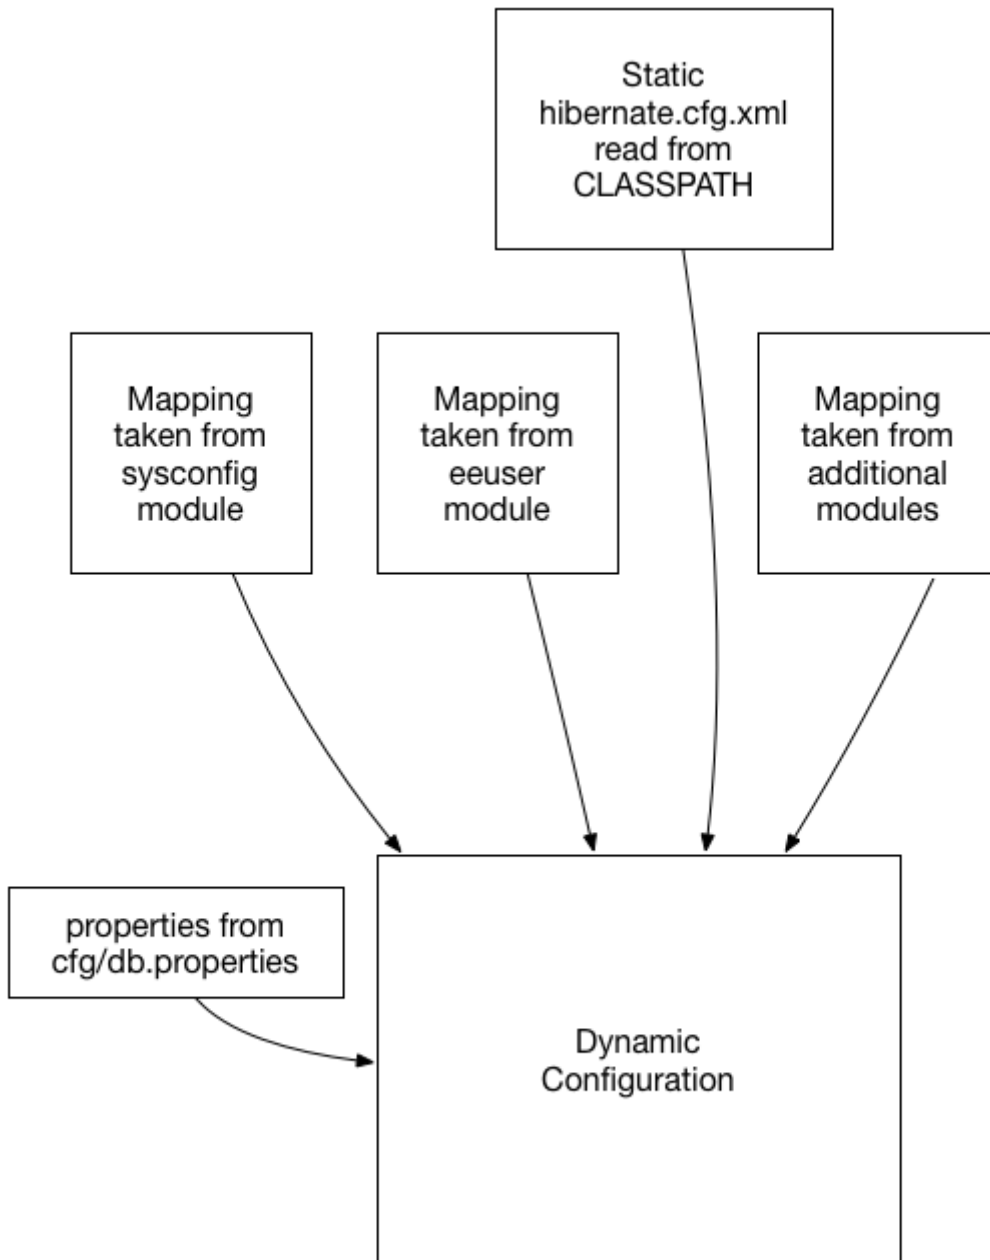 Static
hibernate.cfg.xml
read from
CLASSPATH
Mapping
taken from
sysconfig
module
Mapping
taken from
eeuser
module
Mapping
taken from
additional
modules
properties from
cfg/db.properties
Dynamic
Configuration